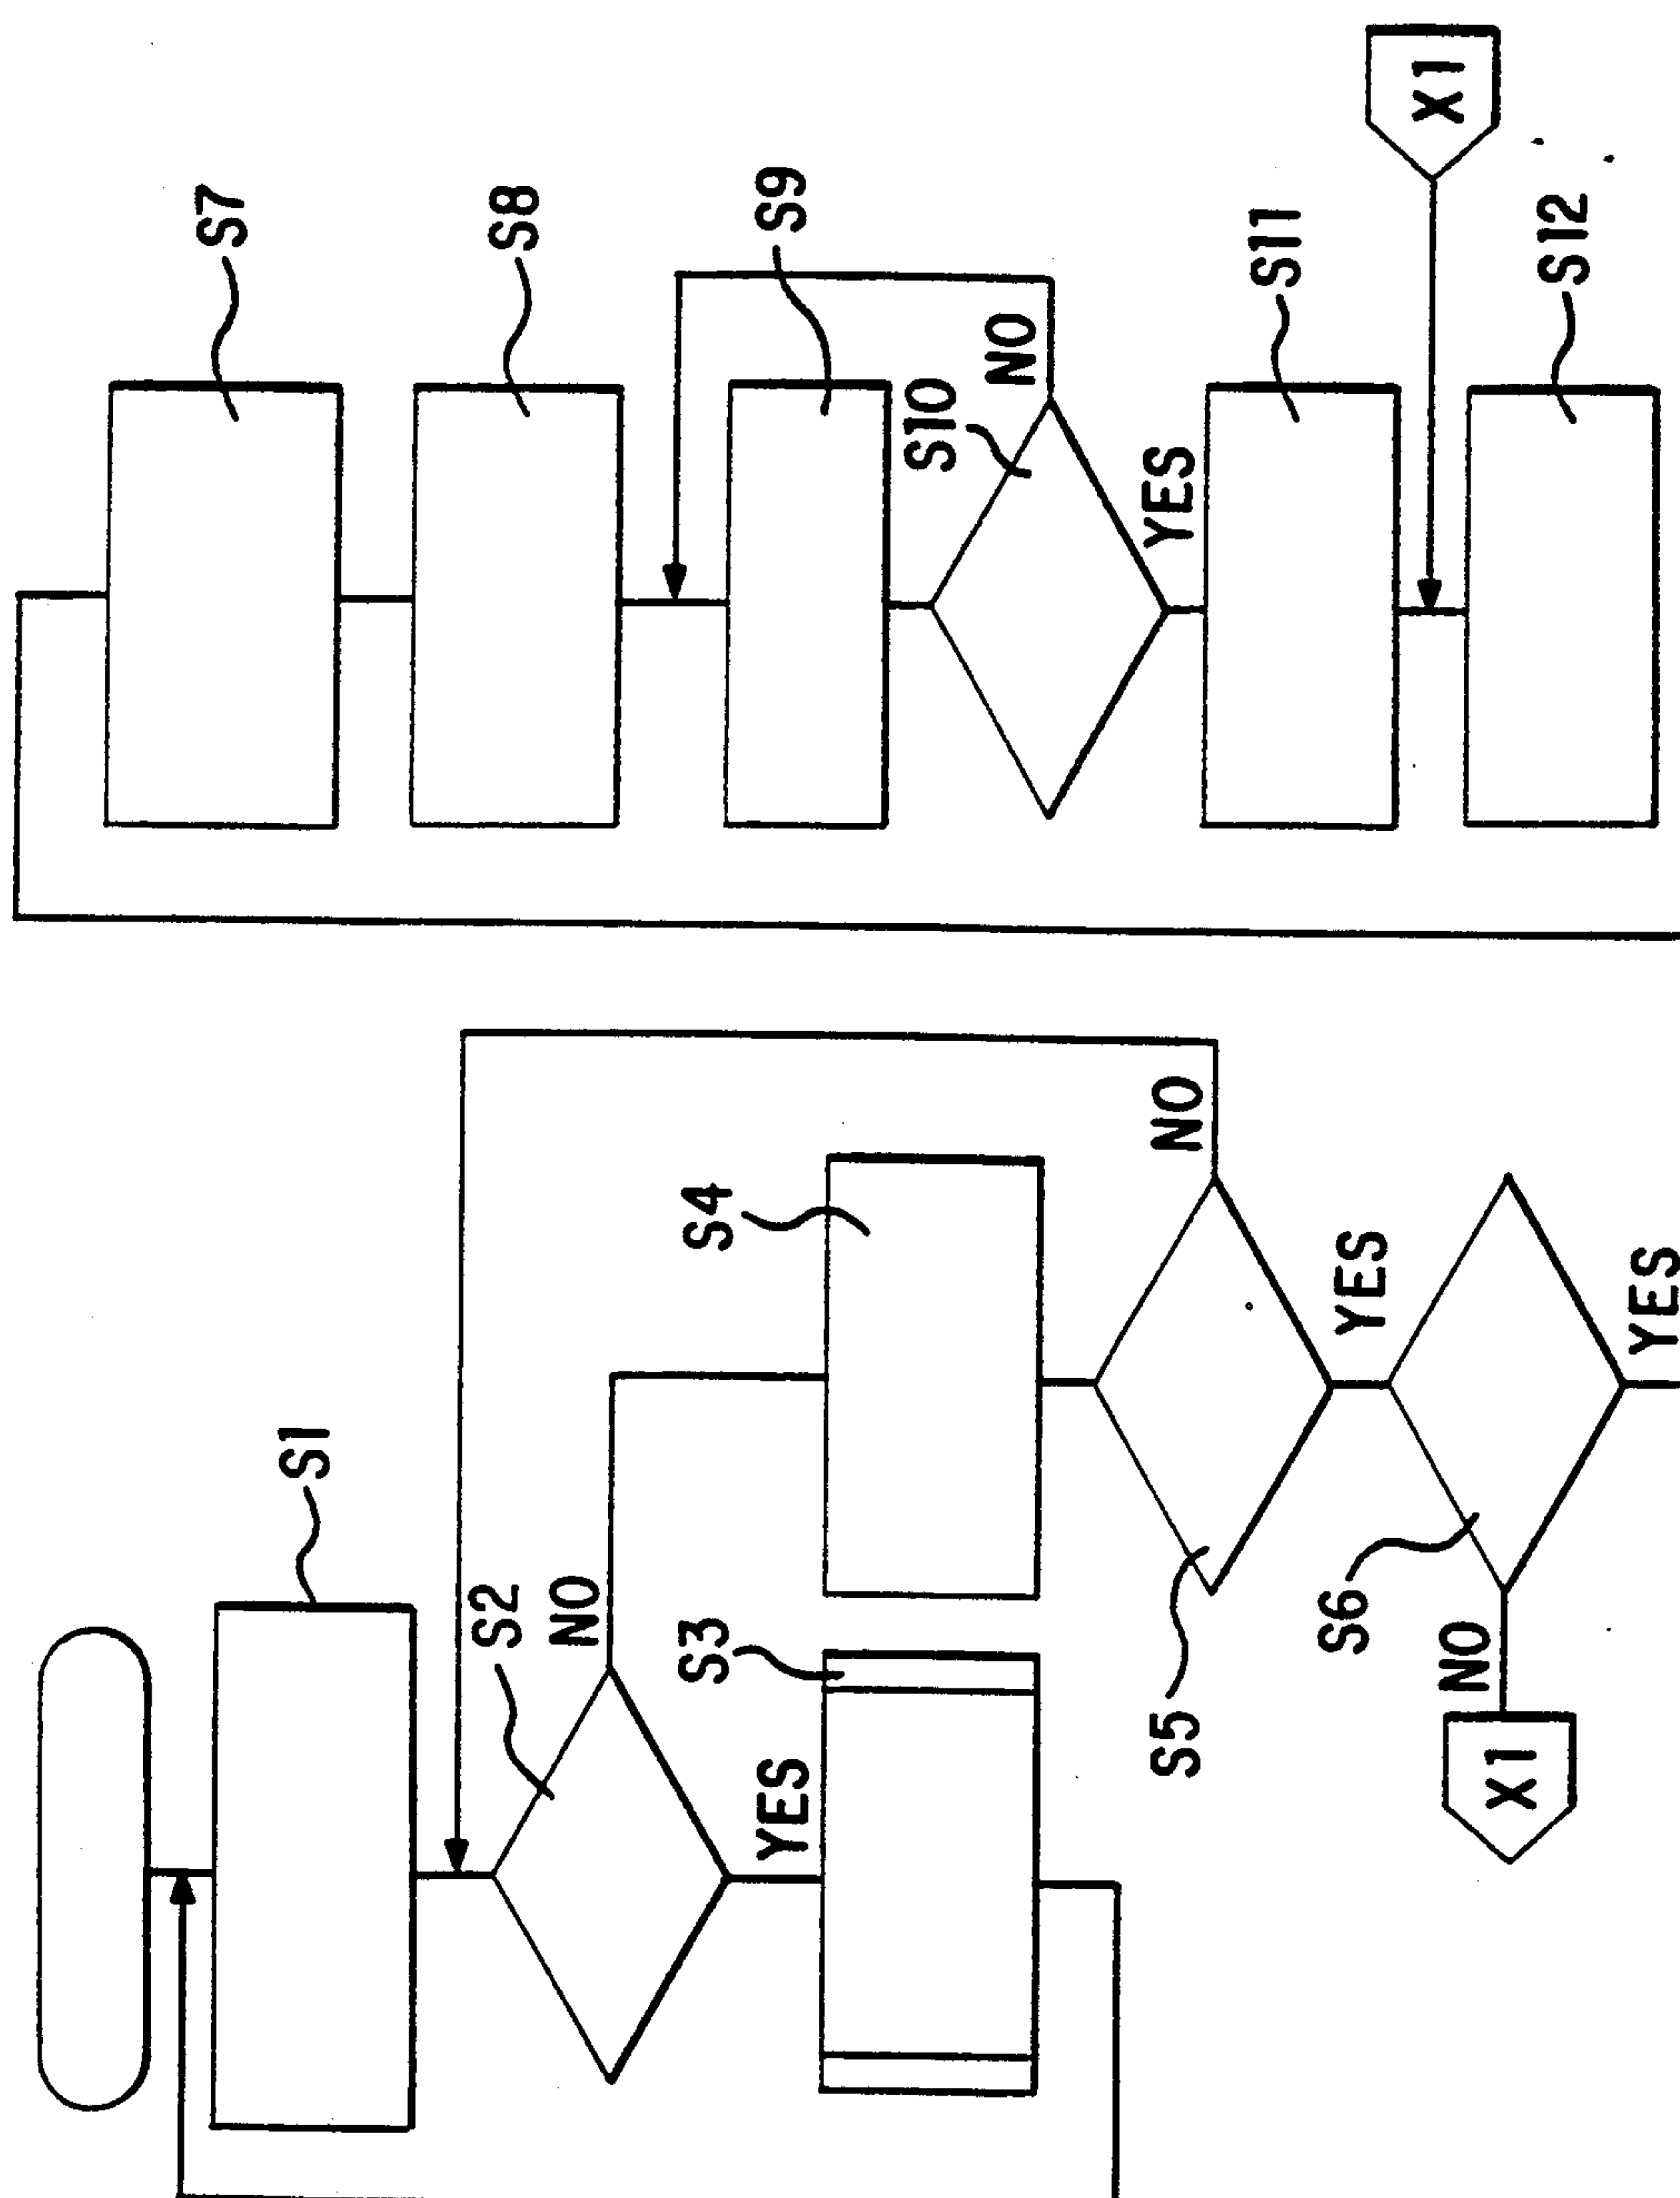 S1
S2
NO
YES
S3
S4
S5
NO
YES
S6
NO
X1
YES
S7
S8
S9
S10
NO
YES
S11
X1
S12